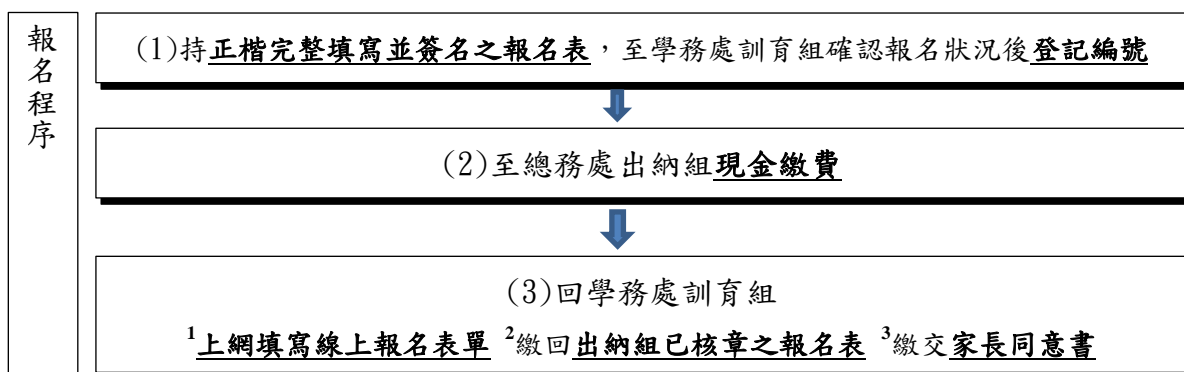 報名程序
(1)持正楷完整填寫並簽名之報名表，至學務處訓育組確認報名狀況後登記編號
(2)至總務處出納組現金繳費
(3)回學務處訓育組
1上網填寫線上報名表單 2繳回出納組已核章之報名表 3繳交家長同意書